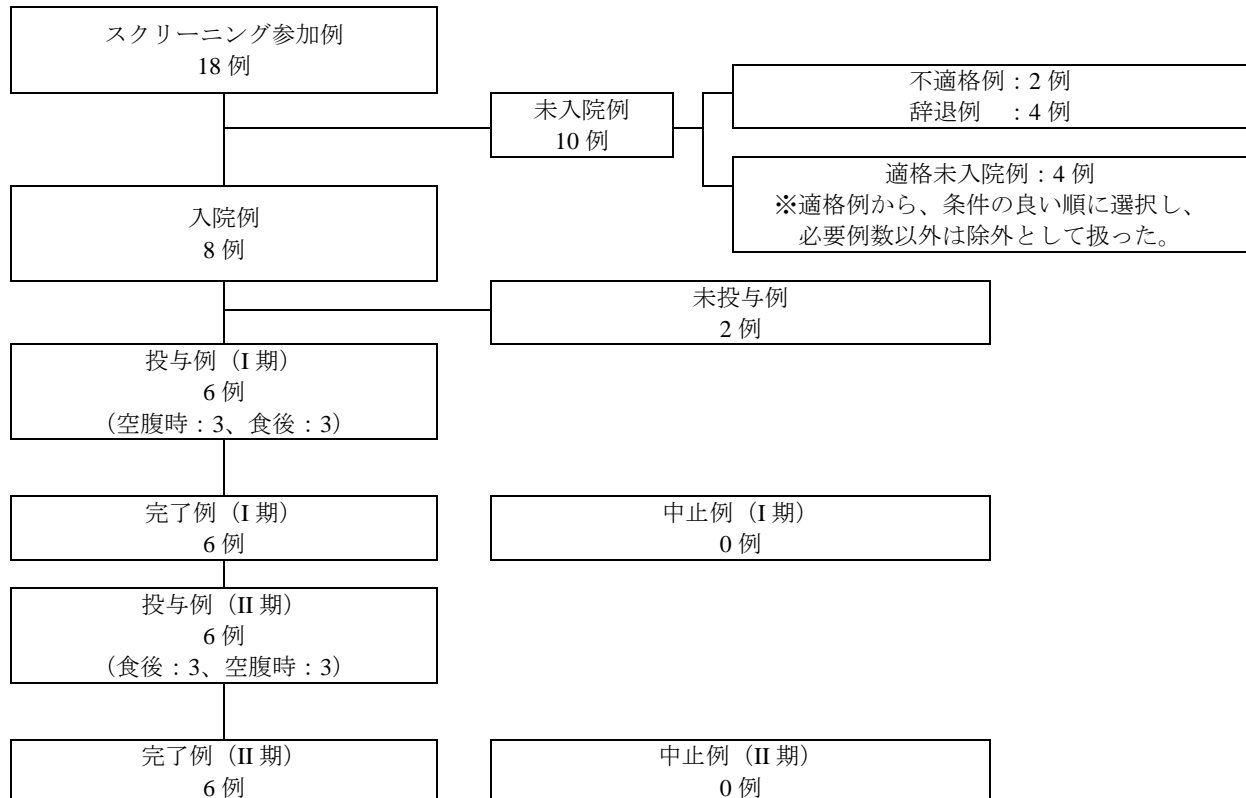 スクリーニング参加例
18 例
未入院例
10 例
不適格例：2 例
辞退例　：4 例
適格未入院例：4 例
※適格例から、条件の良い順に選択し、
必要例数以外は除外として扱った。
入院例
8 例
未投与例
2 例
投与例（I 期）
6 例
（空腹時：3、食後：3）
完了例（I 期）
6 例
中止例（I 期）
0 例
投与例（II 期）
6 例
（食後：3、空腹時：3）
完了例（II 期）
6 例
中止例（II 期）
0 例